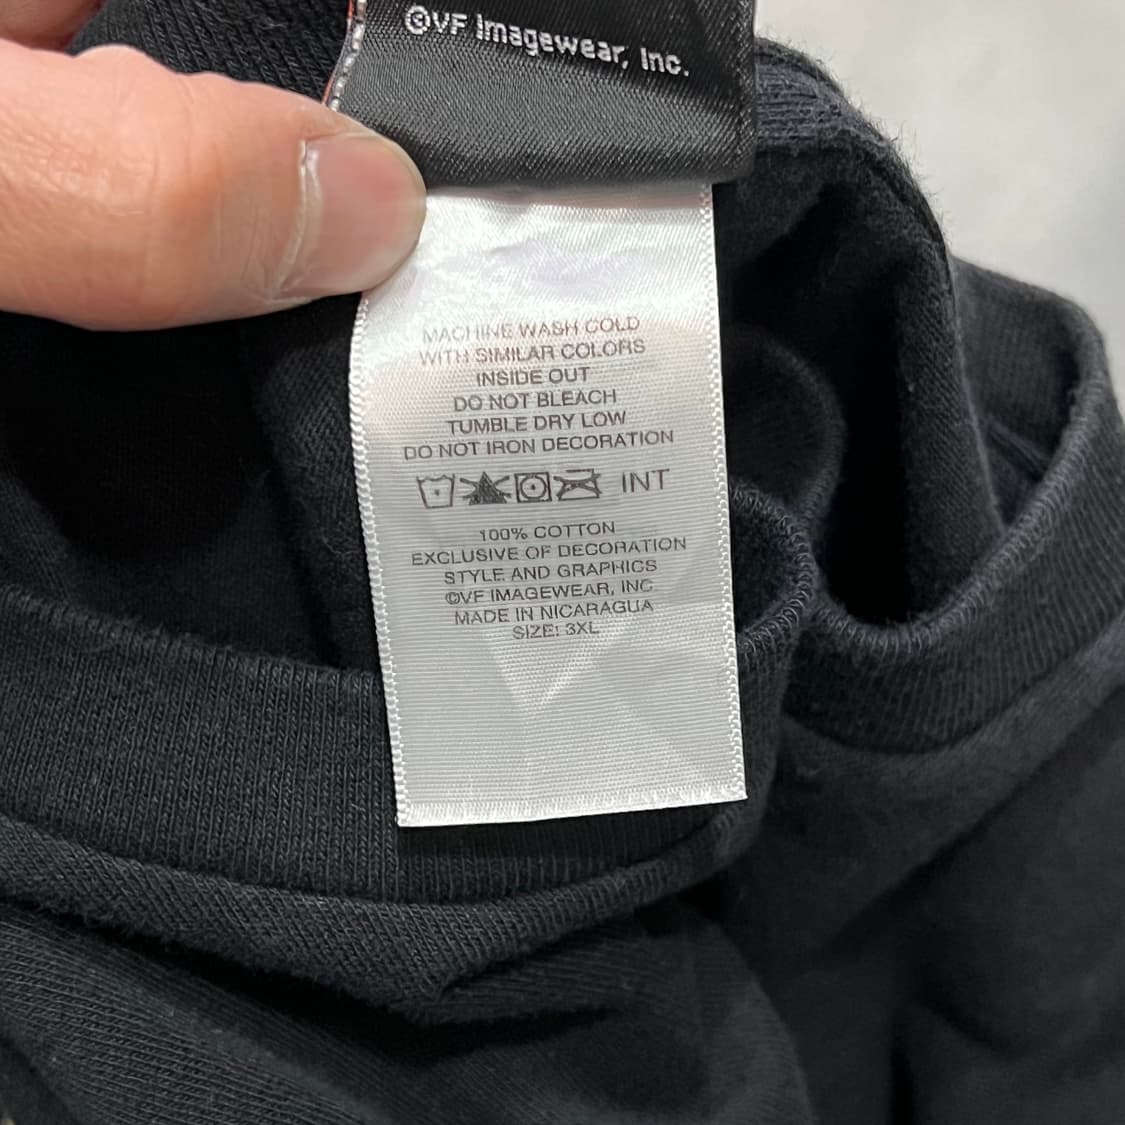 ©VF Imagewear, Inc.
MACHINE WASH COLD
WITH SIMILAR COLORS
INSIDE OUT
DO NOT BLEACH
TUMBLE DRY LOW
DO NOT IRON DECORATION
INT
100% COTTON
EXCLUSIVE OF DECORATION
STYLE AND GRAPHICS
©VF IMAGEWEAR, INC
MADE IN NICARAGUA
SIZE: 3XL